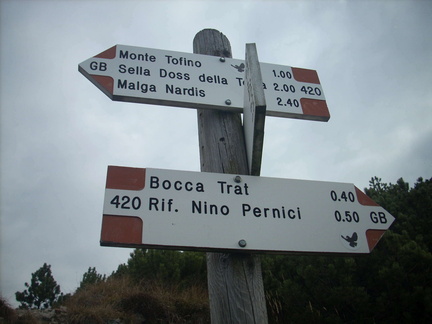 Monte Tofino 1.00
GB Sella Doss della 2.00 420
Malga Nardis 2.40
Bocca Trat 0.40
420 Rif. Nino Pernici 0.50 GB